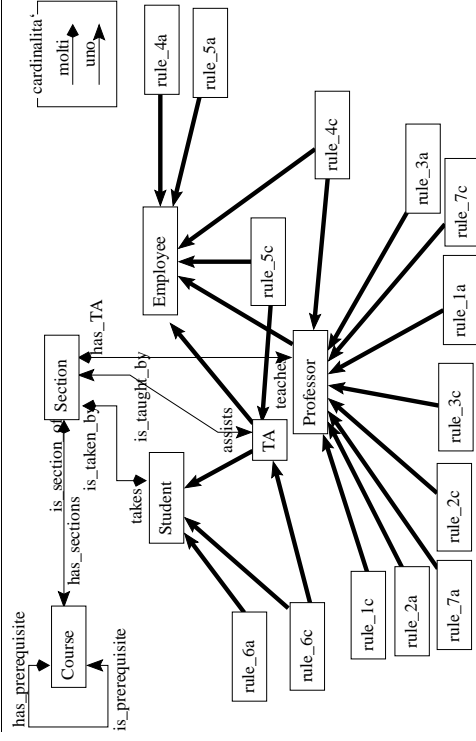 cardinalita'
molti
uno
rule_4a
rule_5a
Employee
rule_4c
rule_5c
rule_3a
rule_7c
rule_1a
rule_3c
rule_2c
rule_7a
rule_2a
rule_1c
Professor
teaches
has_TA
Section
is_taught_by
assists
TA
is_section_of
is_taken_by
takes
Student
has_sections
Course
has_prerequisite
is_prerequisite
rule_6a
rule_6c